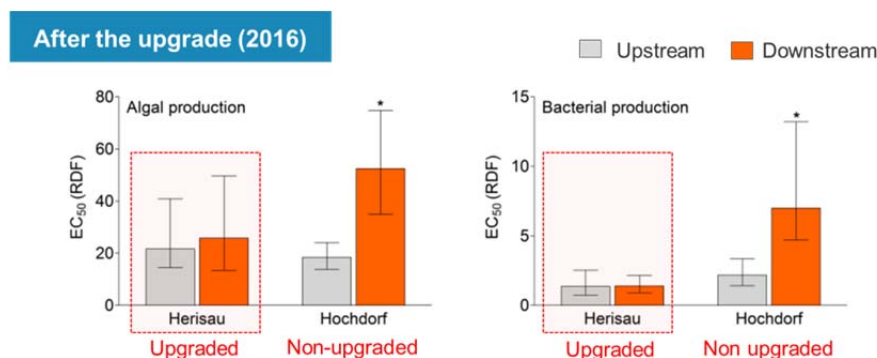 After the upgrade (2016)
Upstream Downstream
Algal production
EC50 (RDF)
80
60
40
20
0
*
Herisau Hochdorf
Upgraded Non-upgraded
Bacterial production
EC50 (RDF)
15
10
5
0
*
Herisau Hochdorf
Upgraded Non upgraded